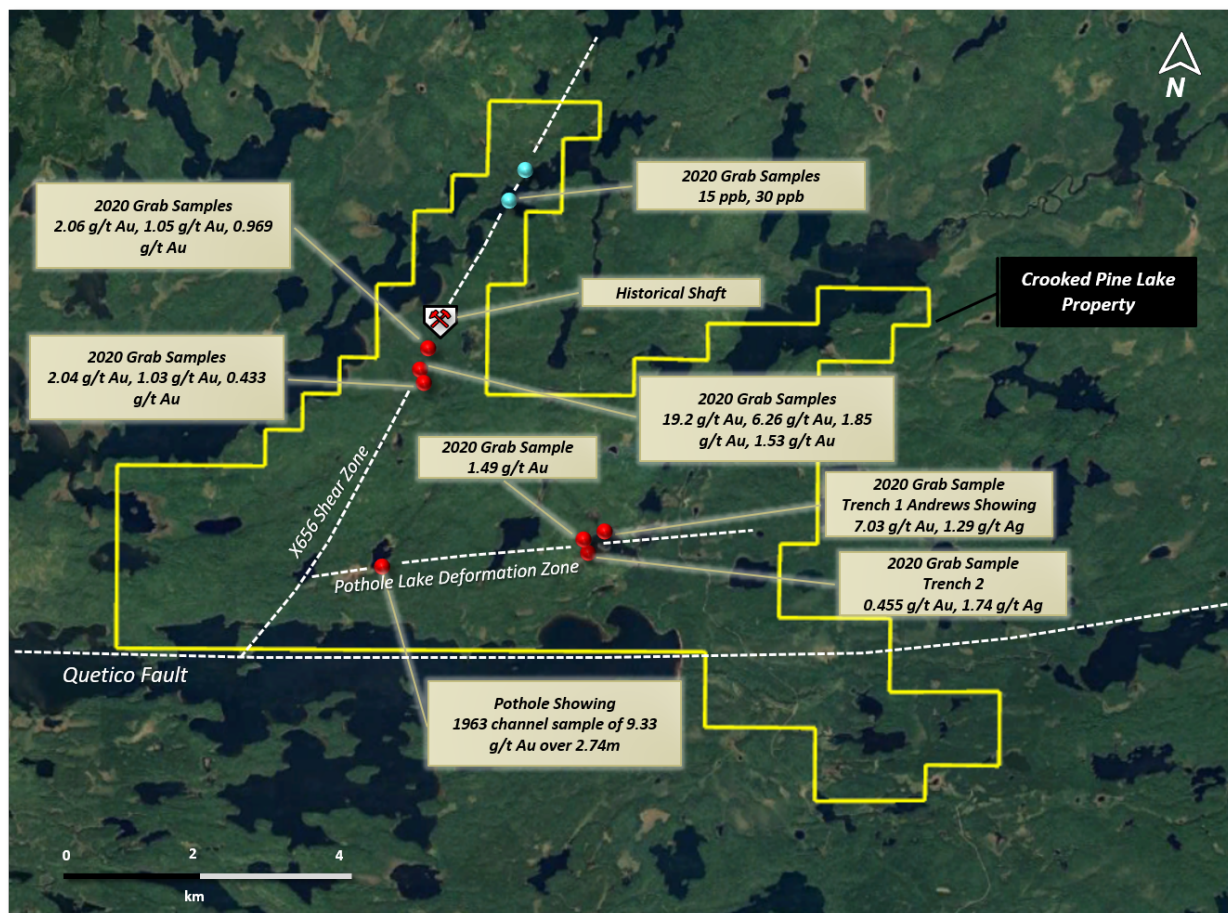 N
2020 Grab Samples
15 ppb, 30 ppb
2020 Grab Samples
2.06 g/t Au, 1.05 g/t Au, 0.969
g/t Au
Crooked Pine Lake
Property
Historical Shaft
2020 Grab Samples
2.04 g/t Au, 1.03 g/t Au, 0.433
g/t Au
2020 Grab Samples
19.2 g/t Au, 6.26 g/t Au, 1.85
g/t Au, 1.53 g/t Au
2020 Grab Sample
1.49 g/t Au
X656 Shear Zone
2020 Grab Sample
Trench 1 Andrews Showing
7.03 g/t Au, 1.29 g/t Ag
Pothole Lake Deformation Zone
2020 Grab Sample
Trench 2
0.455 g/t Au, 1.74 g/t Ag
Quetico Fault
Pothole Showing
1963 channel sample of 9.33
g/t Au over 2.74m
0 2 4
km